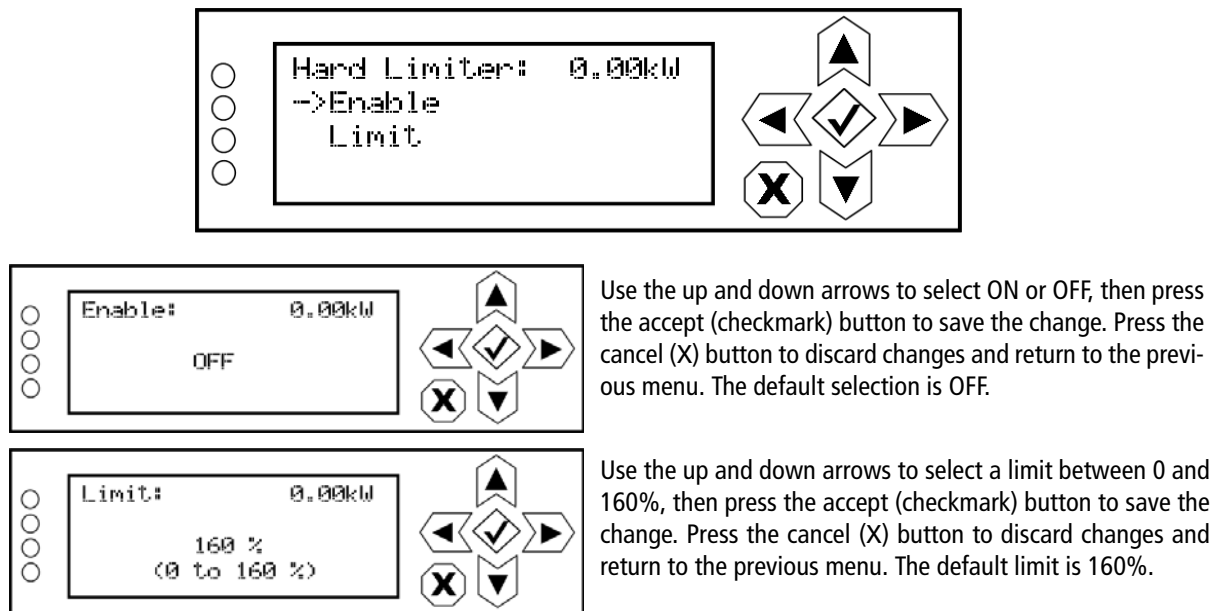 Hard Limiter: 0.00kW
->Enable
Limit
X
Enable: 0.00kW
OFF
X
Use the up and down arrows to select ON or OFF, then press
the accept (checkmark) button to save the change. Press the
cancel (X) button to discard changes and return to the previ-
ous menu. The default selection is OFF.
Limit: 0.00kW
160 %
(0 to 160 %)
X
Use the up and down arrows to select a limit between 0 and
160%, then press the accept (checkmark) button to save the
change. Press the cancel (X) button to discard changes and
return to the previous menu. The default limit is 160%.